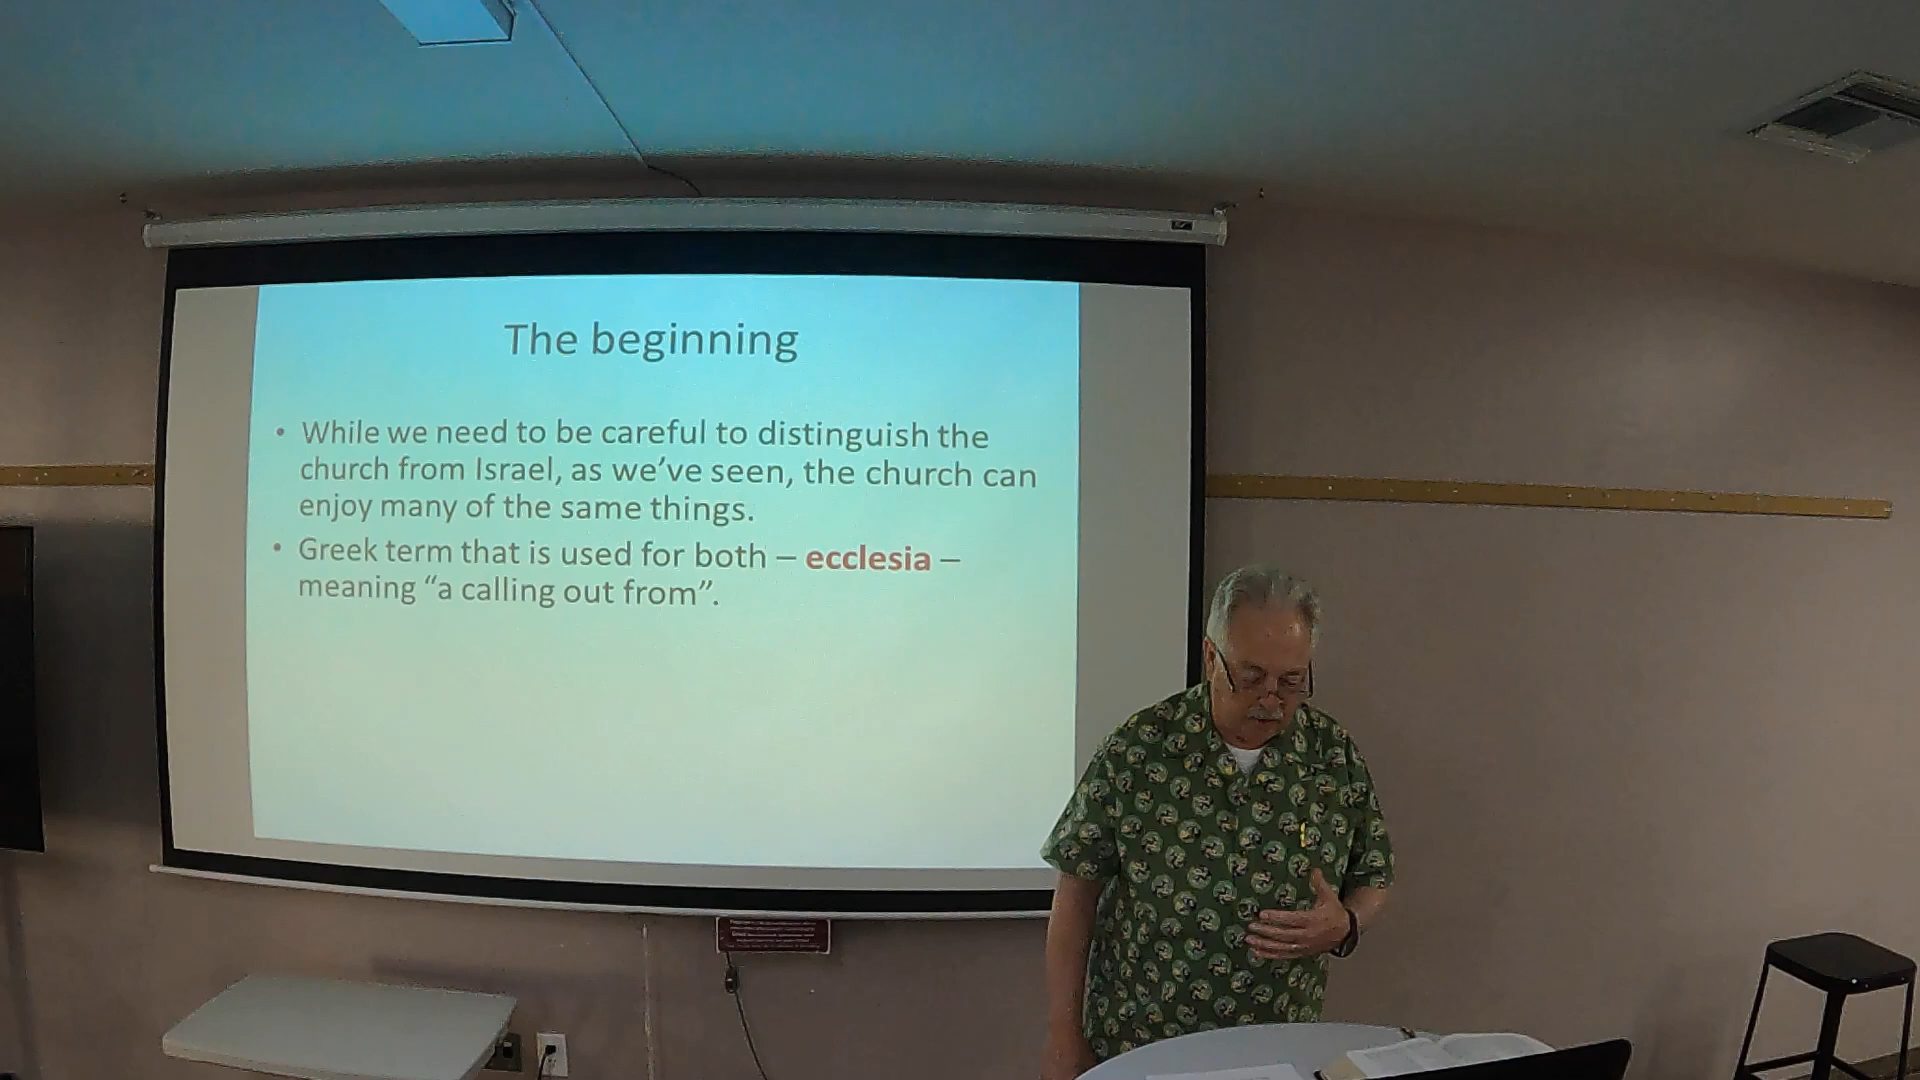 The beginning
• While we need to be careful to distinguish the
church from Israel, as we’ve seen, the church can
enjoy many of the same things.
• Greek term that is used for both – ecclesia –
meaning “a calling out from”.